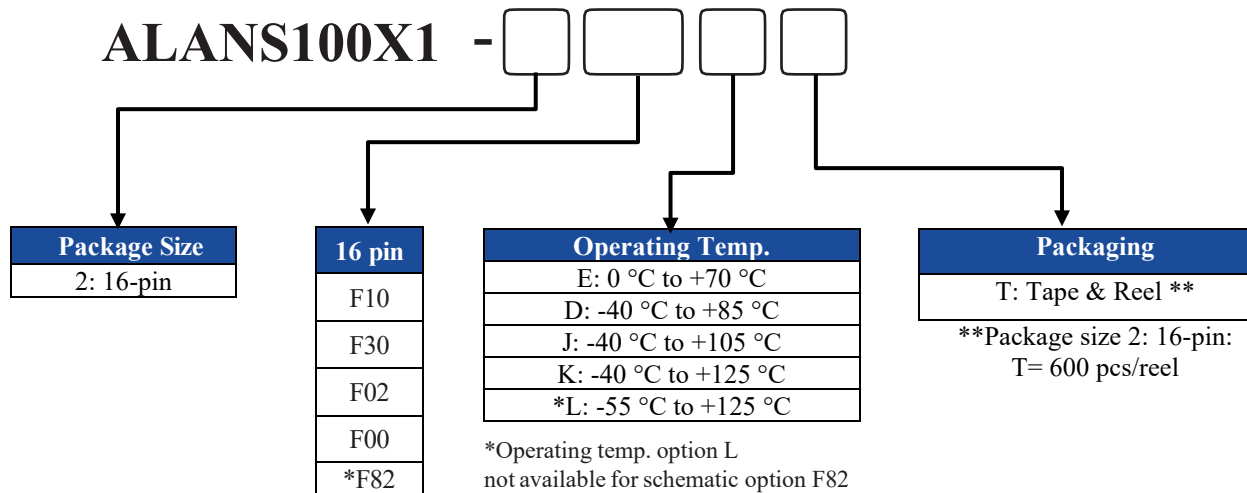 ALANS100X1 -
Package Size
2: 16-pin
16 pin
F10
F30
F02
F00
*F82
Operating Temp.
E: 0 °C to +70 °C
D: -40 °C to +85 °C
J: -40 °C to +105 °C
K: -40 °C to +125 °C
*L: -55 °C to +125 °C
*Operating temp. option L
not available for schematic option F82
Packaging
T: Tape & Reel **
**Package size 2: 16-pin:
T= 600 pcs/reel